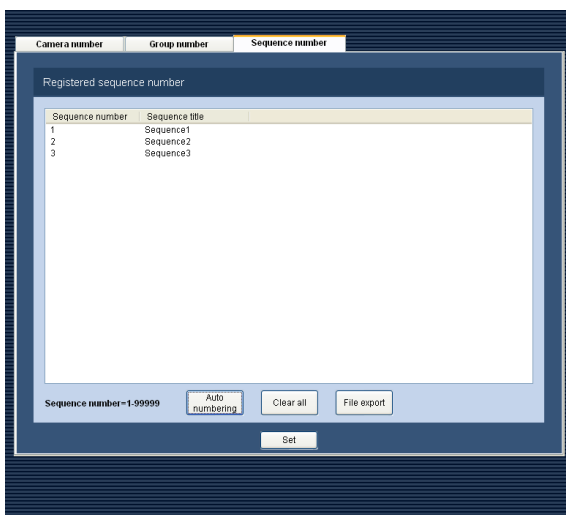 Camera number Group number Sequence number
Registered sequence number
Sequence number Sequence title
1 Sequence1
2 Sequence2
3 Sequence3
Sequence number=1-99999
Auto
numbering
Clear all
File export
Set